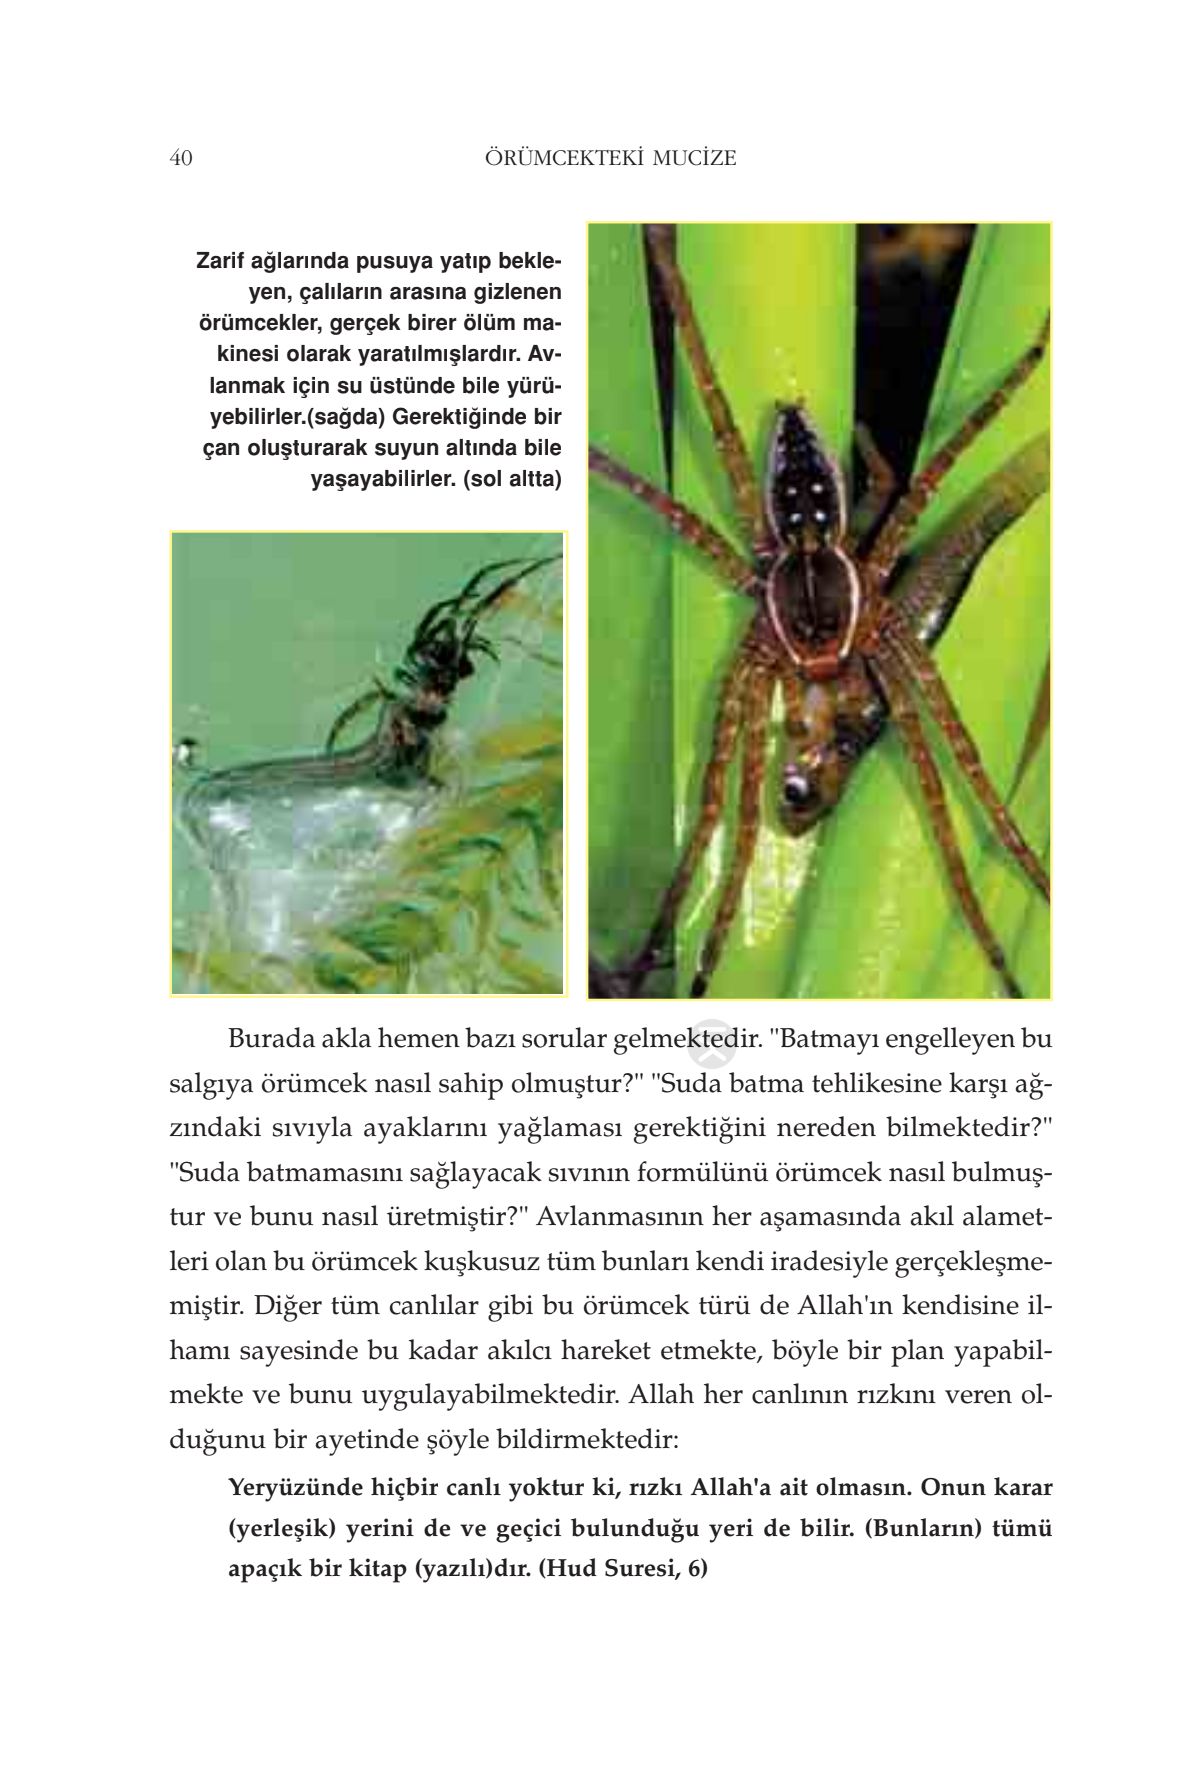 40
ÖRÜMCEKTEKİ MUCİZE
Zarif ağlarında pusuya yatıp bekle-
yen, çalıların arasına gizlenen
örümcekler, gerçek birer ölüm ma-
kinesi olarak yaratılmışlardır. Av-
lanmak için su üstünde bile yürü-
yebilirler.(sağda) Gerektiğinde bir
çan oluşturarak suyun altında bile
yaşayabilirler. (sol altta)
Burada akla hemen bazı sorular gelmektedir. "Batmayı engelleyen bu
salgıya örümcek nasıl sahip olmuştur?" "Suda batma tehlikesine karşı ağ-
zındaki sıvıyla ayaklarını yağlaması gerektiğini nereden bilmektedir?"
"Suda batmamasını sağlayacak sıvının formülünü örümcek nasıl bulmuş-
tur ve bunu nasıl üretmiştir?" Avlanmasının her aşamasında akıl alamet-
leri olan bu örümcek kuşkusuz tüm bunları kendi iradesiyle gerçekleşme-
miştir. Diğer tüm canlılar gibi bu örümcek türü de Allah'ın kendisine il-
hamı sayesinde bu kadar akılcı hareket etmekte, böyle bir plan yapabil-
mekte ve bunu uygulayabilmektedir. Allah her canlının rızkını veren ol-
duğunu bir ayetinde şöyle bildirmektedir:
Yeryüzünde hiçbir canlı yoktur ki, rızkı Allah'a ait olmasın. Onun karar
(yerleşik) yerini de ve geçici bulunduğu yeri de bilir. (Bunların) tümü
apaçık bir kitap (yazılı)dır. (Hud Suresi, 6)